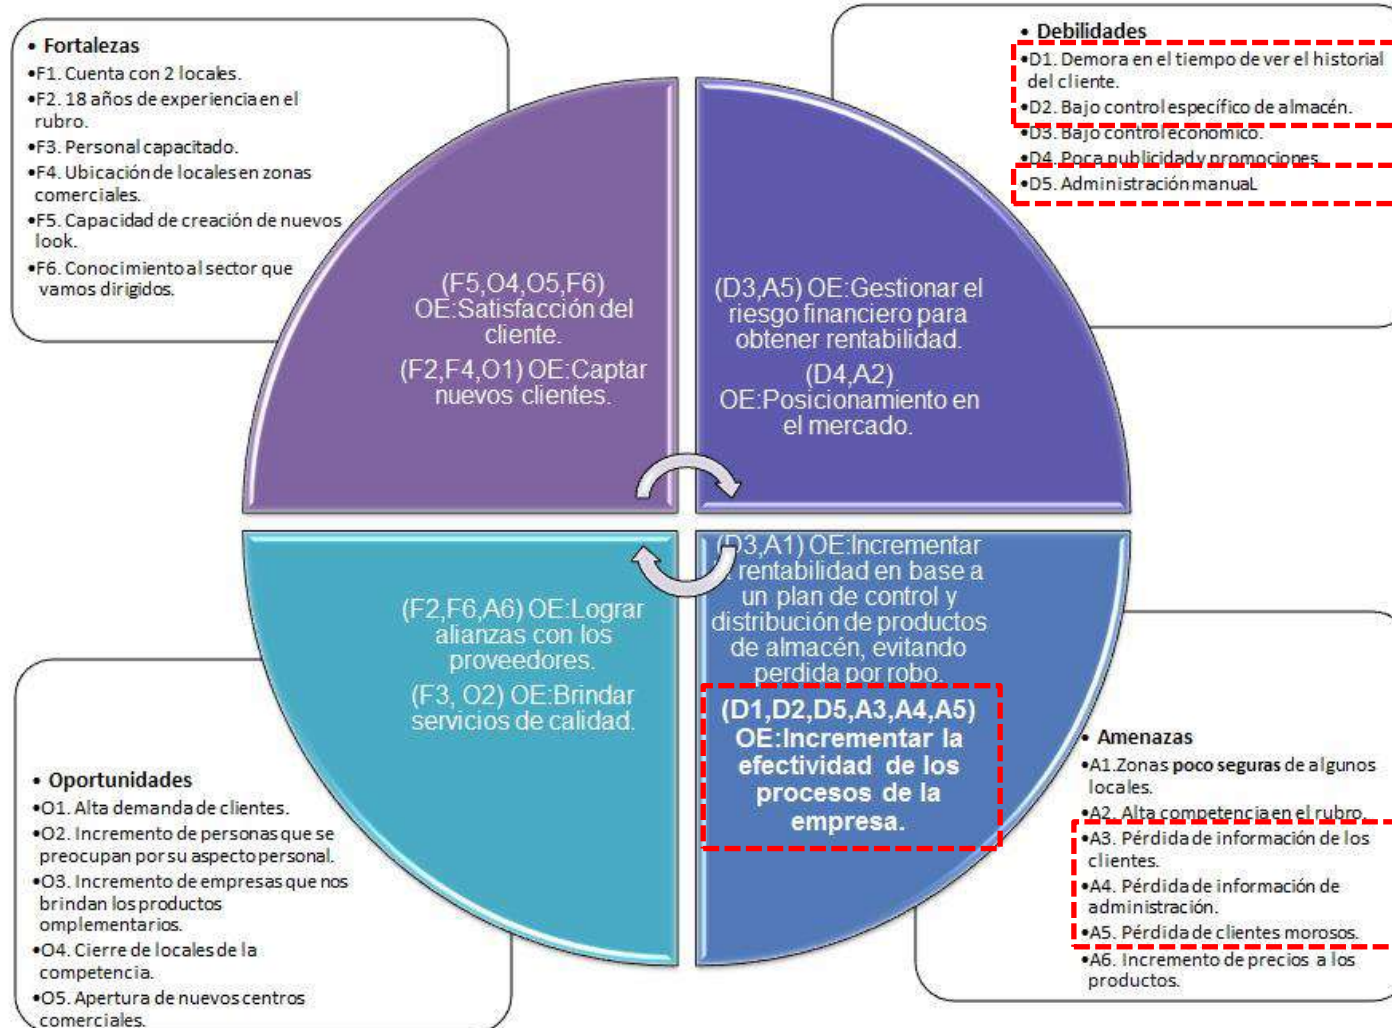 • Fortalezas
•F1. Cuenta con 2 locales.
•F2. 18 años de experiencia en el
rubro.
•F3. Personal capacitado.
•F4. Ubicación de locales en zonas
comerciales.
•F5. Capacidad de creación de nuevos
look.
•F6. Conocimiento al sector que
vamos dirigidos.
• Debilidades
•D1. Demora en el tiempo de ver el historial
del cliente.
•D2. Bajo control específico de almacén.
•D3. Bajo control económico.
•D4. Poca publicidad y promociones
•D5. Administración manual.
(F5,O4,O5,F6)
OE:Satisfacción del
cliente.
(F2,F4,O1) OE:Captar
nuevos clientes.
(D3,A5) OE:Gestionar el
riesgo financiero para
obtener rentabilidad.
(D4,A2)
OE:Posicionamiento en
el mercado.
(F2,F6,A6) OE:Lograr
alianzas con los
proveedores.
(F3, O2) OE:Brindar
servicios de calidad.
(D3,A1) OE:Incrementar
rentabilidad en base a
un plan de control y
distribución de productos
de almacén, evitando
perdida por robo.
(D1,D2,D5,A3,A4,A5)
OE:Incrementar la
efectividad de los
procesos de la
empresa.
• Oportunidades
•O1. Alta demanda de clientes.
•O2. Incremento de personas que se
preocupan por su aspecto personal.
•O3. Incremento de empresas que nos
brindan los productos
omplementarios.
•O4. Cierre de locales de la
competencia.
•O5. Apertura de nuevos centros
comerciales.
• Amenazas
•A1.Zonas poco seguras de algunos
locales.
•A2. Alta competencia en el rubro.
•A3. Pérdida de información de los
clientes.
•A4. Pérdida de información de
administración.
•A5. Pérdida de clientes morosos.
•A6. Incremento de precios a los
productos.